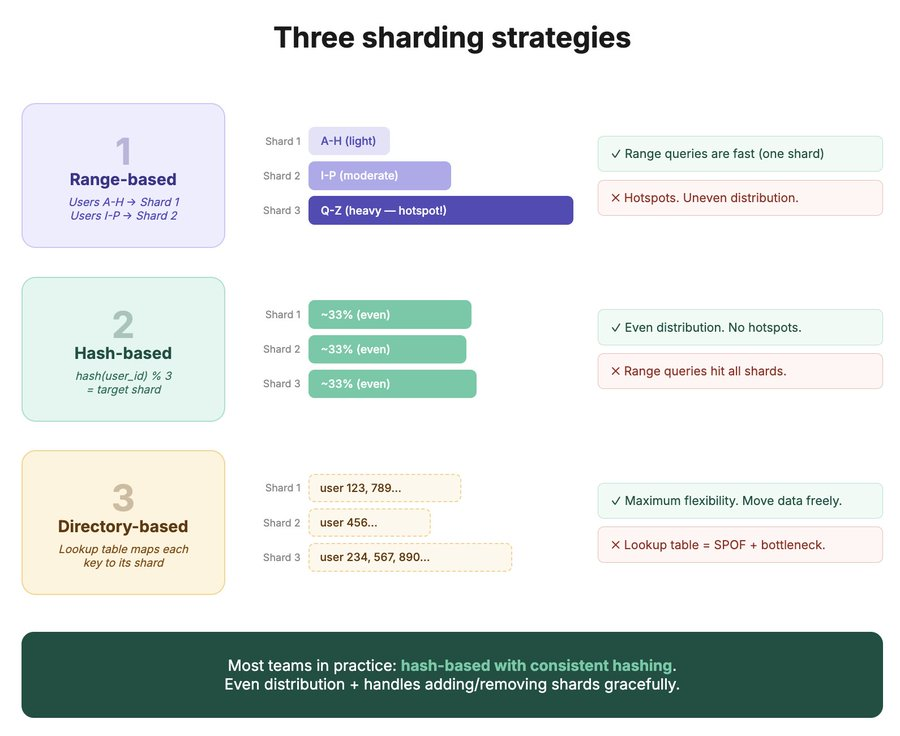 Three sharding strategies
1
Range-based
Users A-H → Shard 1
Users I-P → Shard 2
Shard 1
A-H (light)
Shard 2
I-P (moderate)
Shard 3
Q-Z (heavy — hotspot!)
✓ Range queries are fast (one shard)
✕ Hotspots. Uneven distribution.
2
Hash-based
hash(user_id) % 3
= target shard
Shard 1
~33% (even)
Shard 2
~33% (even)
Shard 3
~33% (even)
✓ Even distribution. No hotspots.
✕ Range queries hit all shards.
3
Directory-based
Lookup table maps each
key to its shard
Shard 1
user 123, 789...
Shard 2
user 456...
Shard 3
user 234, 567, 890...
✓ Maximum flexibility. Move data freely.
✕ Lookup table = SPOF + bottleneck.
Most teams in practice: hash-based with consistent hashing.
Even distribution + handles adding/removing shards gracefully.